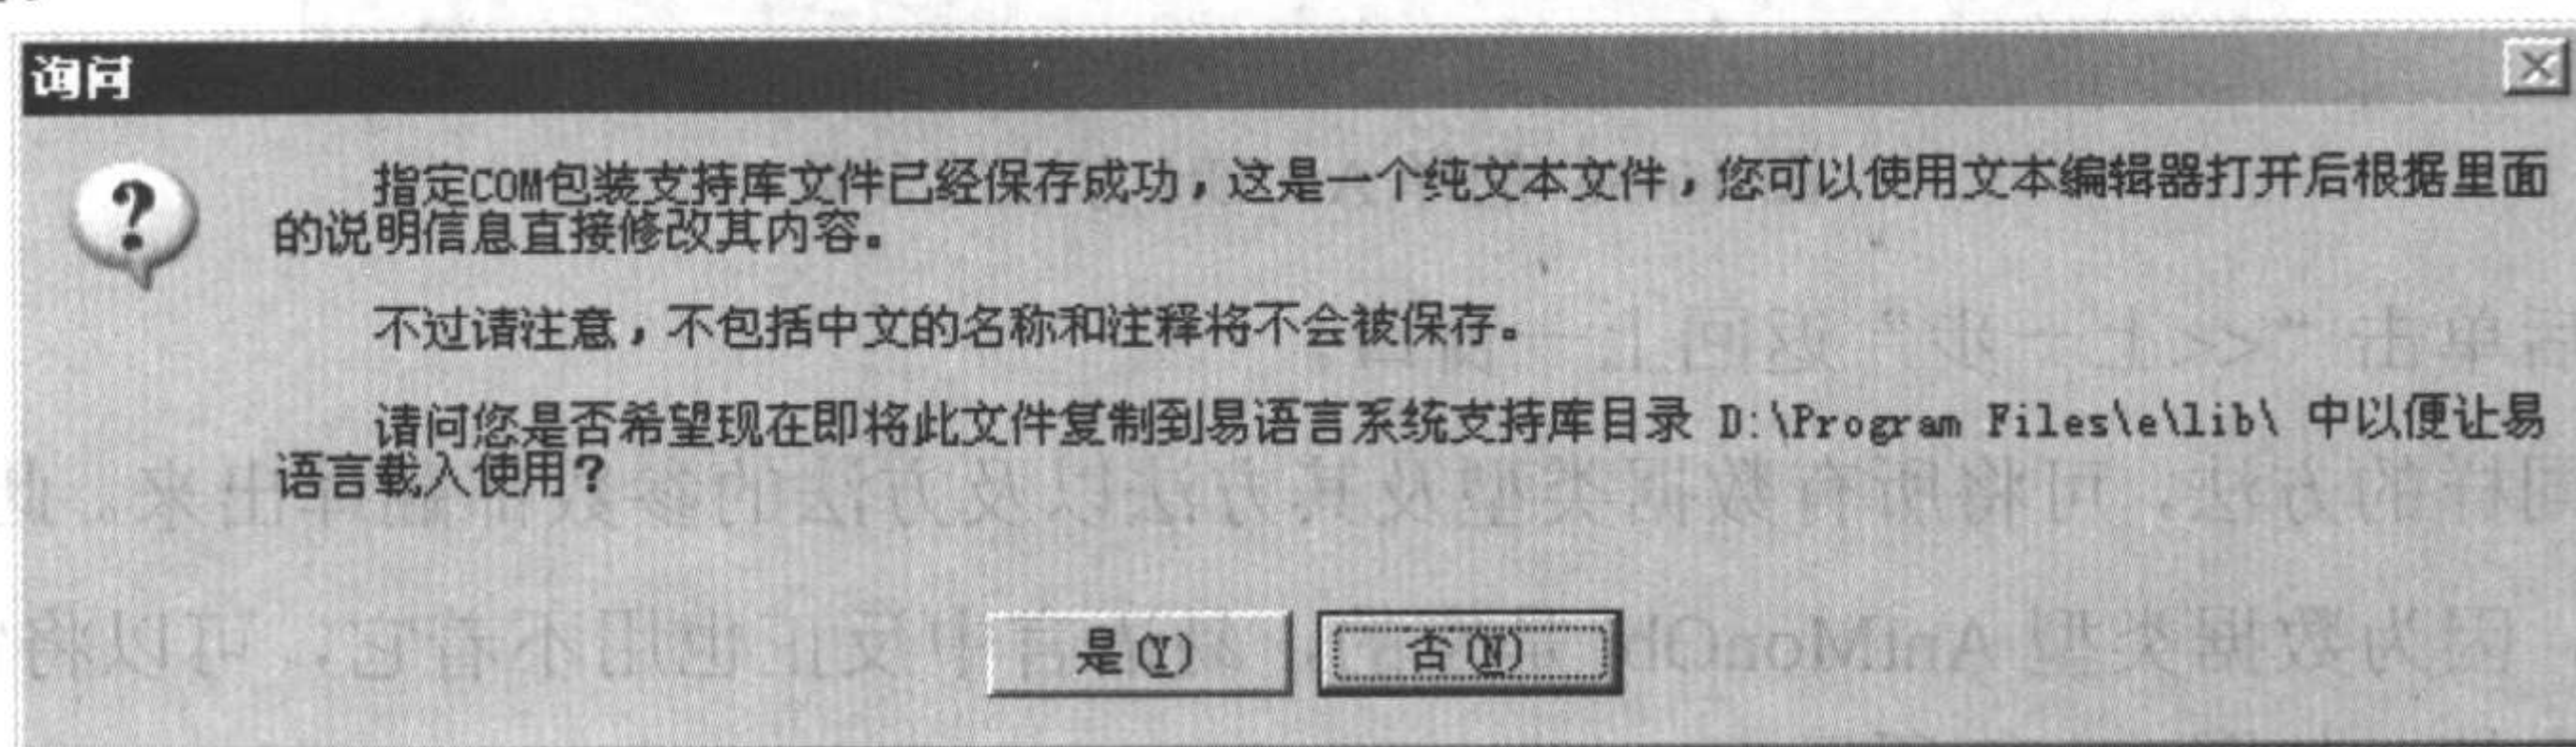 询问
指定COM包装支持库文件已经保存成功，这是一个纯文本文件，您可以使用文本编辑器打开后根据里面
的说明信息直接修改其内容。
不过请注意，不包括中文的名称和注释将不会被保存。
请问您是否希望现在即将此文件复制到易语言系统支持库目录 D:\Program Files\e\lib\ 中以便让易
语言载入使用？
是(Y) 否(N)